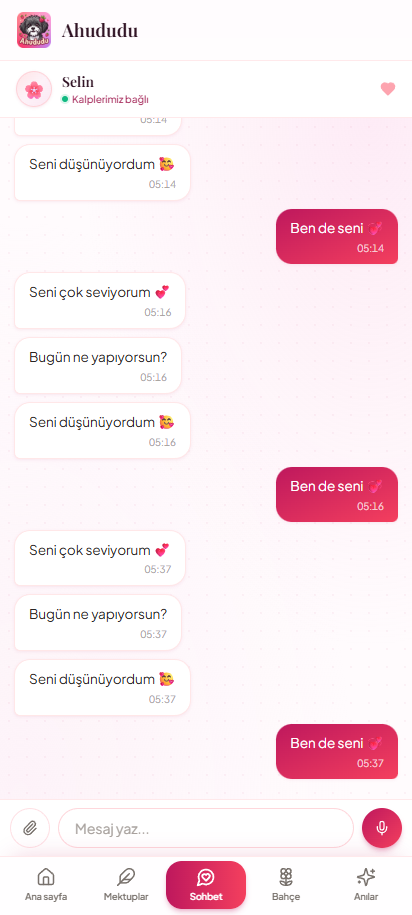 Ahududu
Ahududu
Selin
Kalplerimiz bağlı
05:14
Seni düşünüyordum 🥰
05:14
Ben de seni 💞
05:14
Seni çok seviyorum 💕
05:16
Bugün ne yapıyorsun?
05:16
Seni düşünüyordum 🥰
05:16
Ben de seni 💞
05:16
Seni çok seviyorum 💕
05:37
Bugün ne yapıyorsun?
05:37
Seni düşünüyordum 🥰
05:37
Ben de seni 💞
05:37
Mesaj yaz...
Ana sayfa
Mektuplar
Sohbet
Bahçe
Anılar